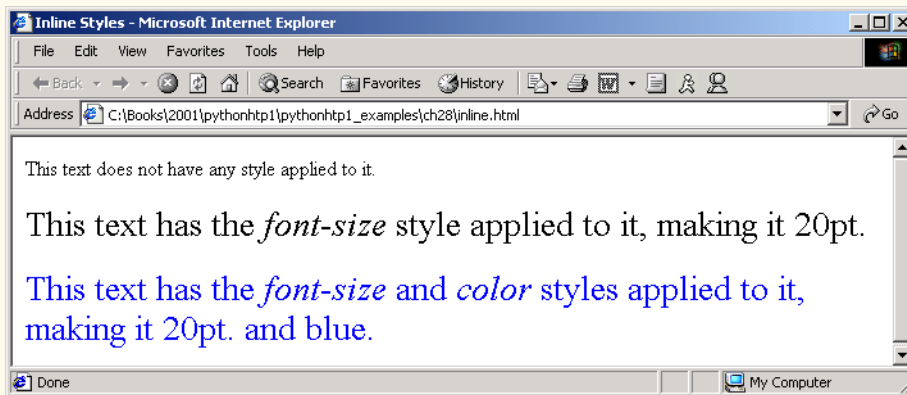 Inline Styles - Microsoft Internet Explorer
File Edit View Favorites Tools Help
Back Search Favorites History
Address C:\Books\2001\pythonhtp1\pythonhtp1_examples\ch28\inline.html Go
This text does not have any style applied to it.
This text has the font-size style applied to it, making it 20pt.
This text has the font-size and color styles applied to it,
making it 20pt. and blue.
Done My Computer